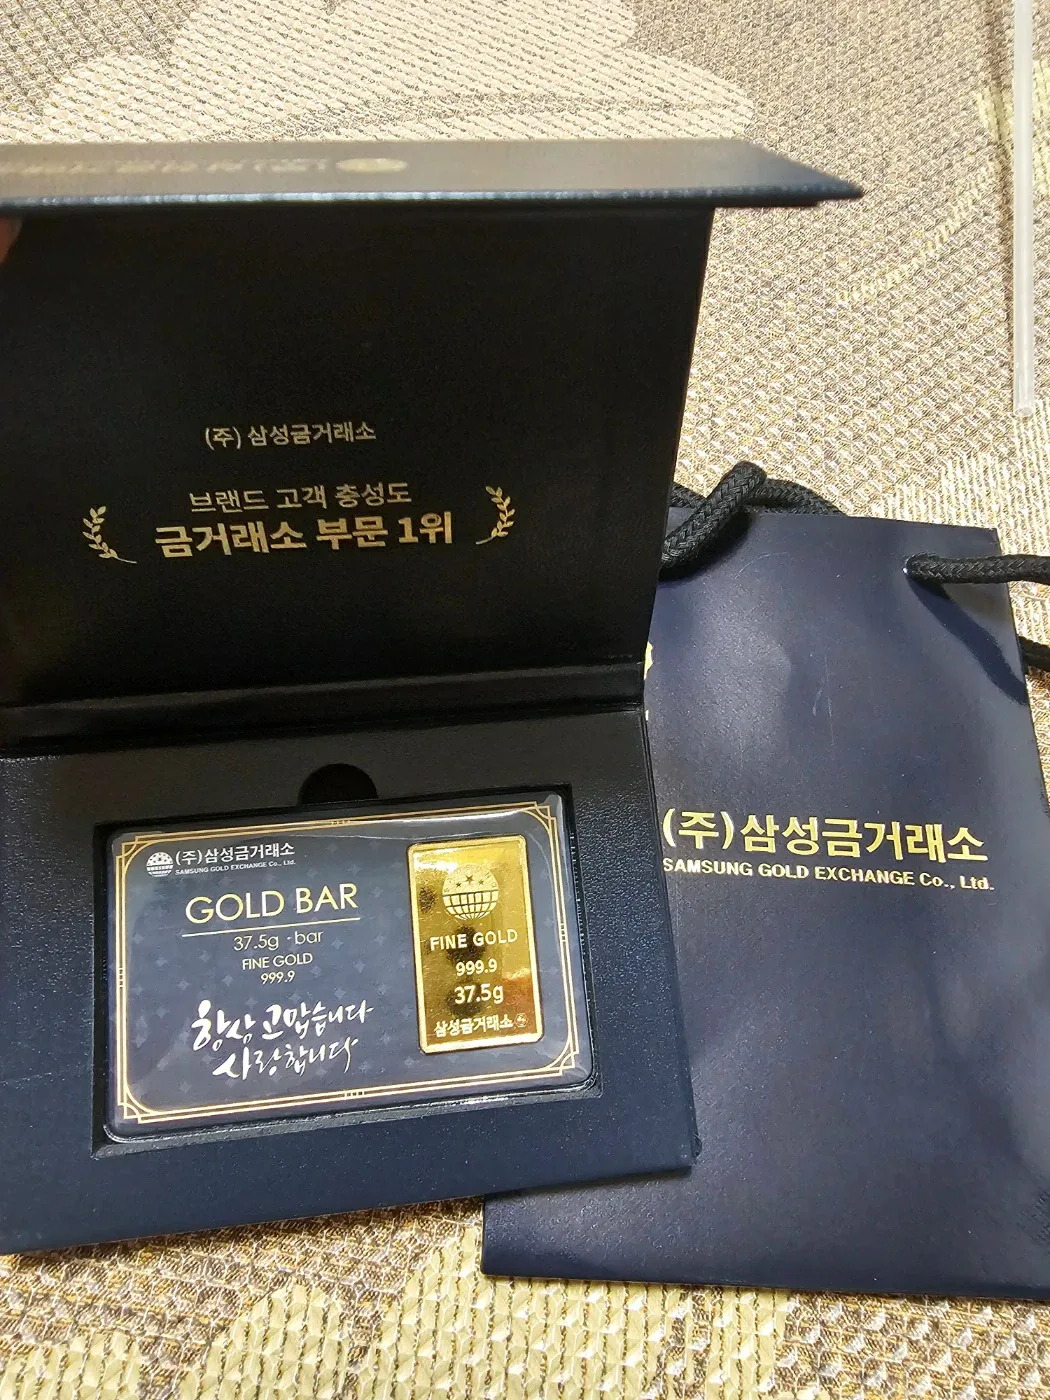 (주) 삼성금거래소
브랜드 고객 충성도
금거래소 부문 1위
(주)삼성금거래소
SAMSUNG GOLD EXCHANGE Co., Ltd.
GOLD BAR
37.5g -bar
FINE GOLD
999.9
항상 고맙습니다
사랑합니다
FINE GOLD
999.9
37.5g
삼성금거래소
(주)삼성금거래소
SAMSUNG GOLD EXCHANGE Co., Ltd.